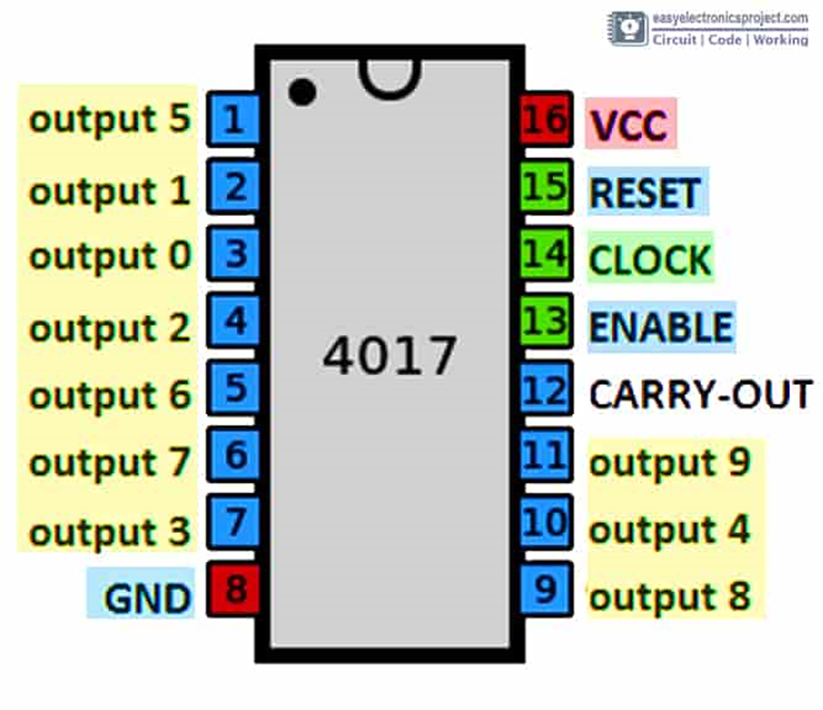 easyelectronicsproject.com
Circuit | Code | Working
output 5 1 16 VCC
output 1 2 15 RESET
output 0 3 14 CLOCK
output 2 4 13 ENABLE
4017
output 6 5 12 CARRY-OUT
output 7 6 11 output 9
output 3 7 10 output 4
GND 8 9 output 8